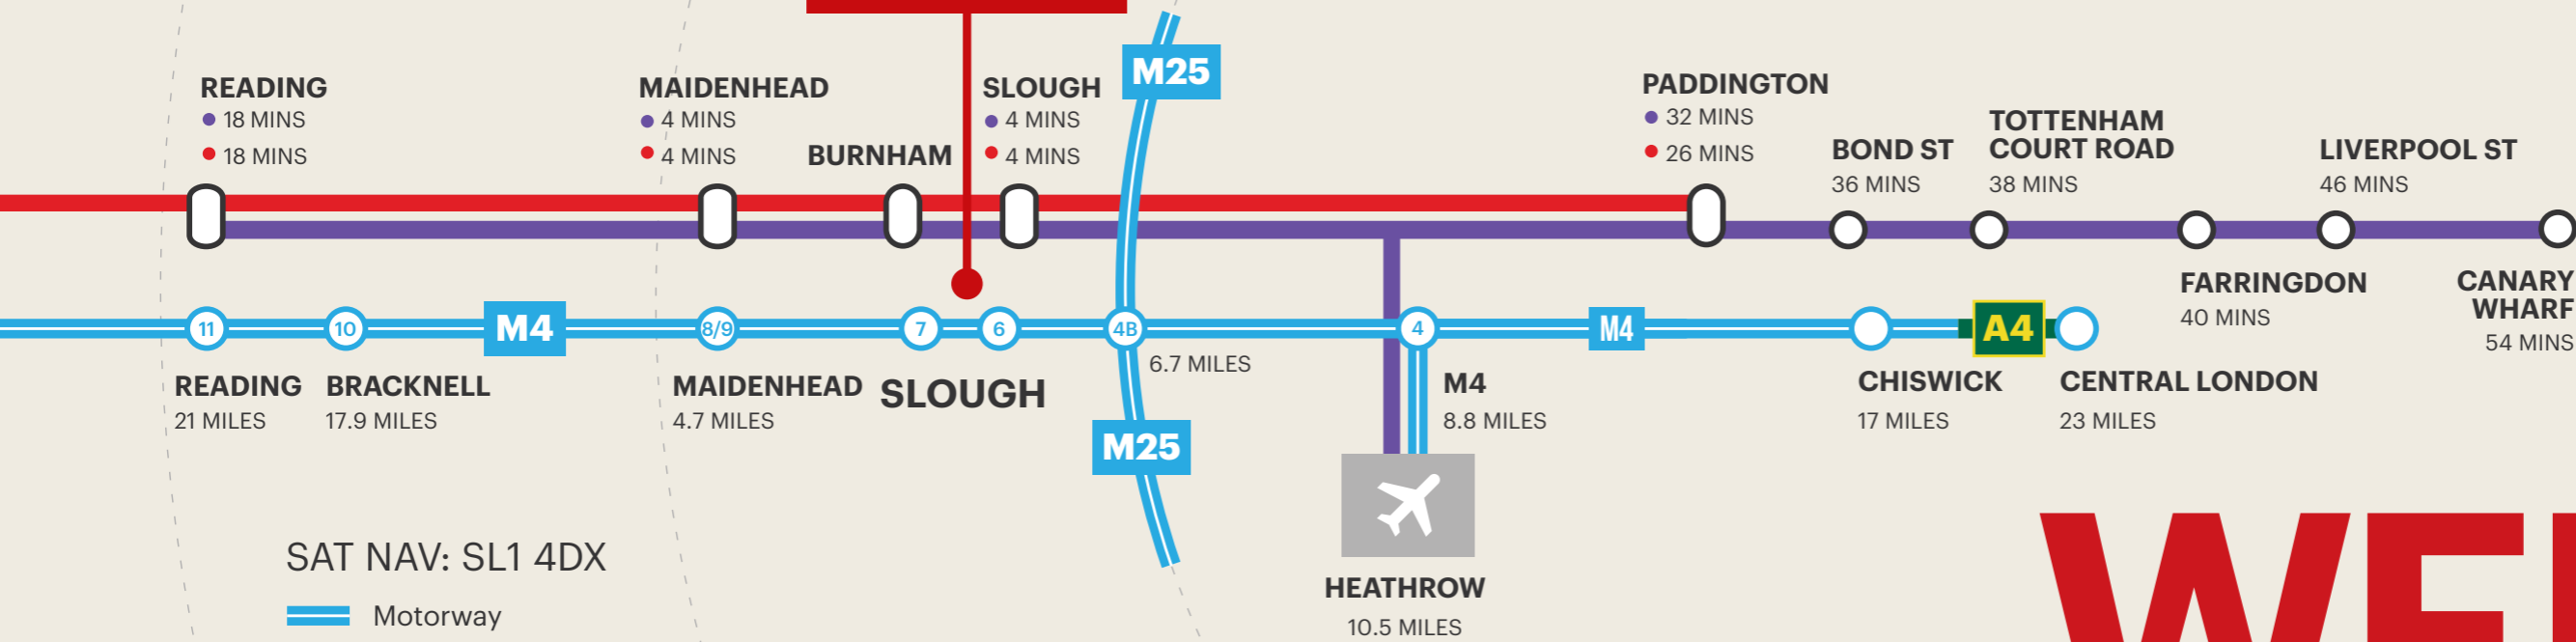 M25
READING
18 MINS
18 MINS
MAIDENHEAD
4 MINS
4 MINS
BURNHAM
SLOUGH
4 MINS
4 MINS
PADDINGTON
32 MINS
26 MINS
BOND ST
36 MINS
TOTTENHAM
COURT ROAD
38 MINS
LIVERPOOL ST
46 MINS
FARRINGDON
40 MINS
CANARY
WHARF
54 MINS
11
10
M4
8/9
7
6
4B
4
M4
A4
READING
21 MILES
BRACKNELL
17.9 MILES
MAIDENHEAD
4.7 MILES
SLOUGH
6.7 MILES
M25
M4
8.8 MILES
CHISWICK
17 MILES
CENTRAL LONDON
23 MILES
HEATHROW
10.5 MILES
SAT NAV: SL1 4DX
Motorway